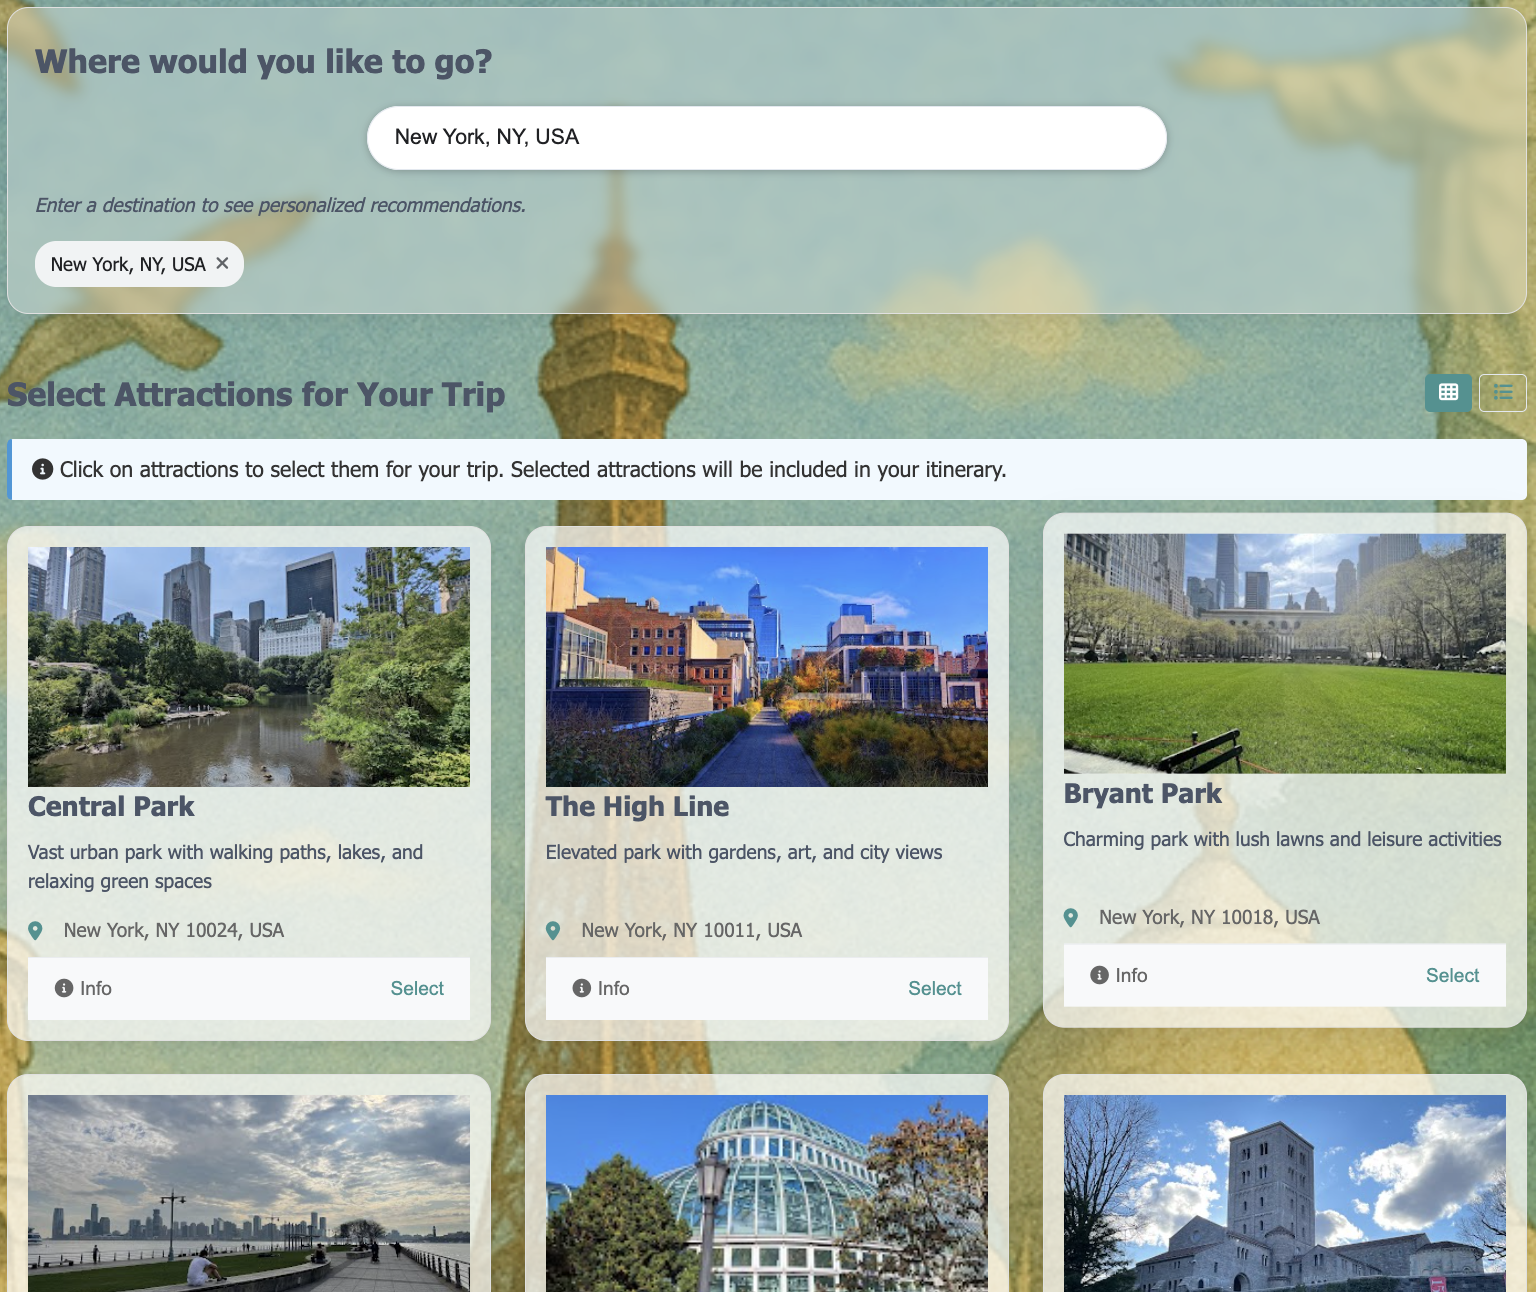 Where would you like to go?
New York, NY, USA
Enter a destination to see personalized recommendations.
New York, NY, USA ×
Select Attractions for Your Trip
Click on attractions to select them for your trip. Selected attractions will be included in your itinerary.
Central Park
Vast urban park with walking paths, lakes, and
relaxing green spaces
New York, NY 10024, USA
Info
Select
The High Line
Elevated park with gardens, art, and city views
New York, NY 10011, USA
Info
Select
Bryant Park
Charming park with lush lawns and leisure activities
New York, NY 10018, USA
Info
Select